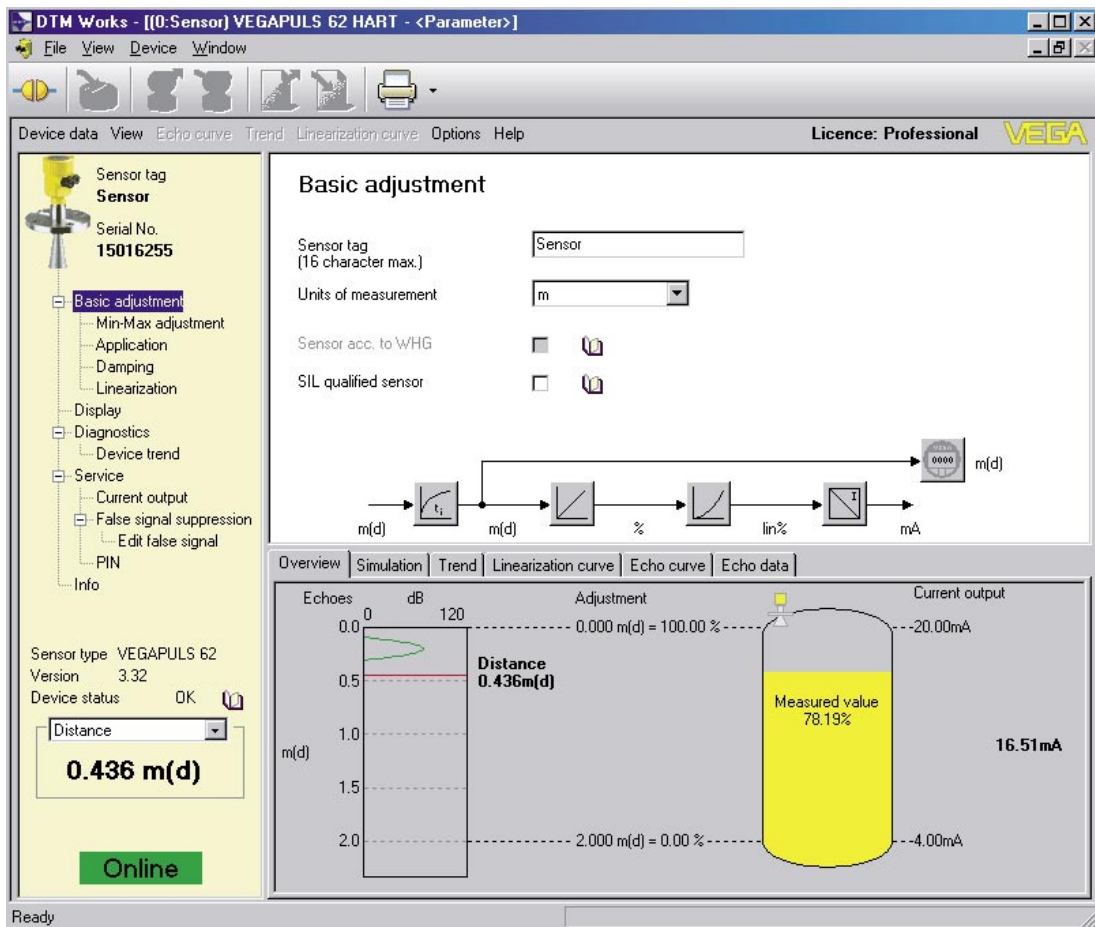 DTM Works - [(0:Sensor) VEGAPULS 62 HART - <Parameter>]
File View Device Window
Device data View Echo curve Trend Linearization curve Options Help Licence: Professional VEGA
Sensor tag
Sensor
Serial No.
15016255
Basic adjustment
Min-Max adjustment
Application
Damping
Linearization
Display
Diagnostics
Device trend
Service
Current output
False signal suppression
Edit false signal
PIN
Info
Sensor type VEGAPULS 62
Version 3.32
Device status OK
Distance
0.436 m(d)
Online
Basic adjustment
Sensor tag
(16 character max.)
Sensor
Units of measurement m
Sensor acc. to WHG
SIL qualified sensor
0000 m(d)
ti
I
m(d) m(d) % lin% mA
Overview Simulation Trend Linearization curve Echo curve Echo data
Echoes dB Adjustment Current output
0 120
0.0 0.000 m(d) = 100.00 % 20.00mA
Distance
0.5 0.436m(d)
Measured value
78.19%
1.0
m(d) 16.51mA
1.5
2.0 2.000 m(d) = 0.00 % 4.00mA
Ready